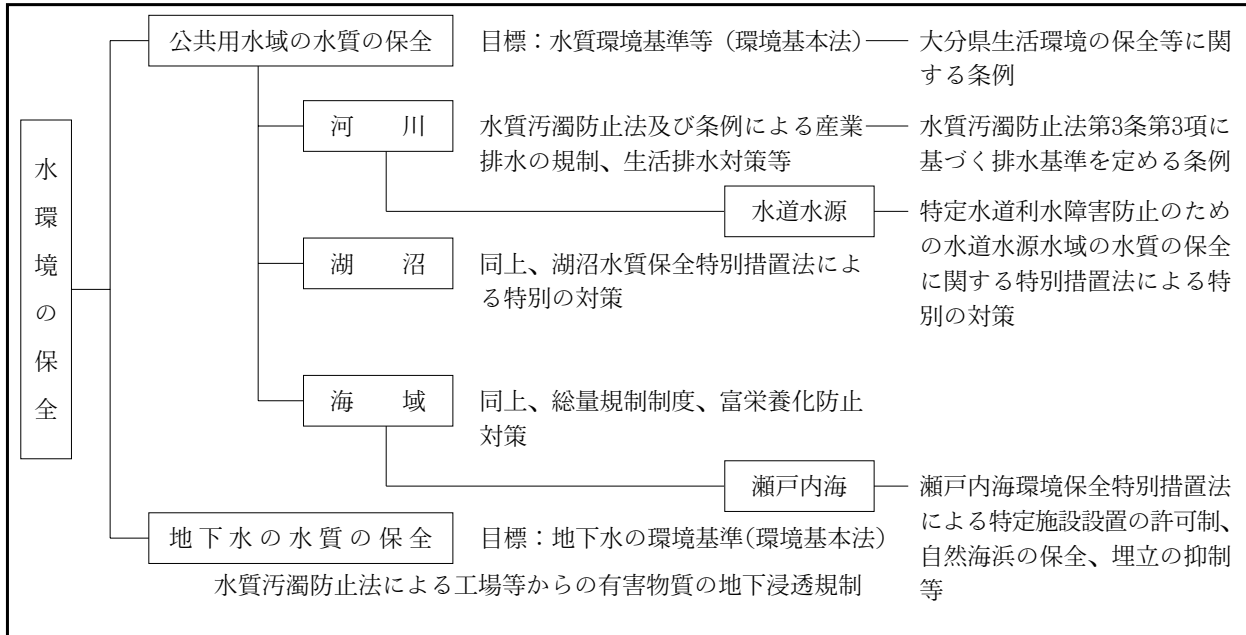 水環境の保全
公共用水域の水質の保全
目標：水質環境基準等（環境基本法）
大分県生活環境の保全等に関
する条例
河　川
水質汚濁防止法及び条例による産業
排水の規制、生活排水対策等
水質汚濁防止法第3条第3項に
基づく排水基準を定める条例
水道水源
特定水道利水障害防止のため
の水道水源水域の水質の保全
に関する特別措置法による特
別の対策
湖　沼
同上、湖沼水質保全特別措置法によ
る特別の対策
海　域
同上、総量規制制度、富栄養化防止
対策
瀬戸内海
瀬戸内海環境保全特別措置法
による特定施設設置の許可制、
自然海浜の保全、埋立の抑制
等
地下水の水質の保全
目標：地下水の環境基準（環境基本法）
水質汚濁防止法による工場等からの有害物質の地下浸透規制